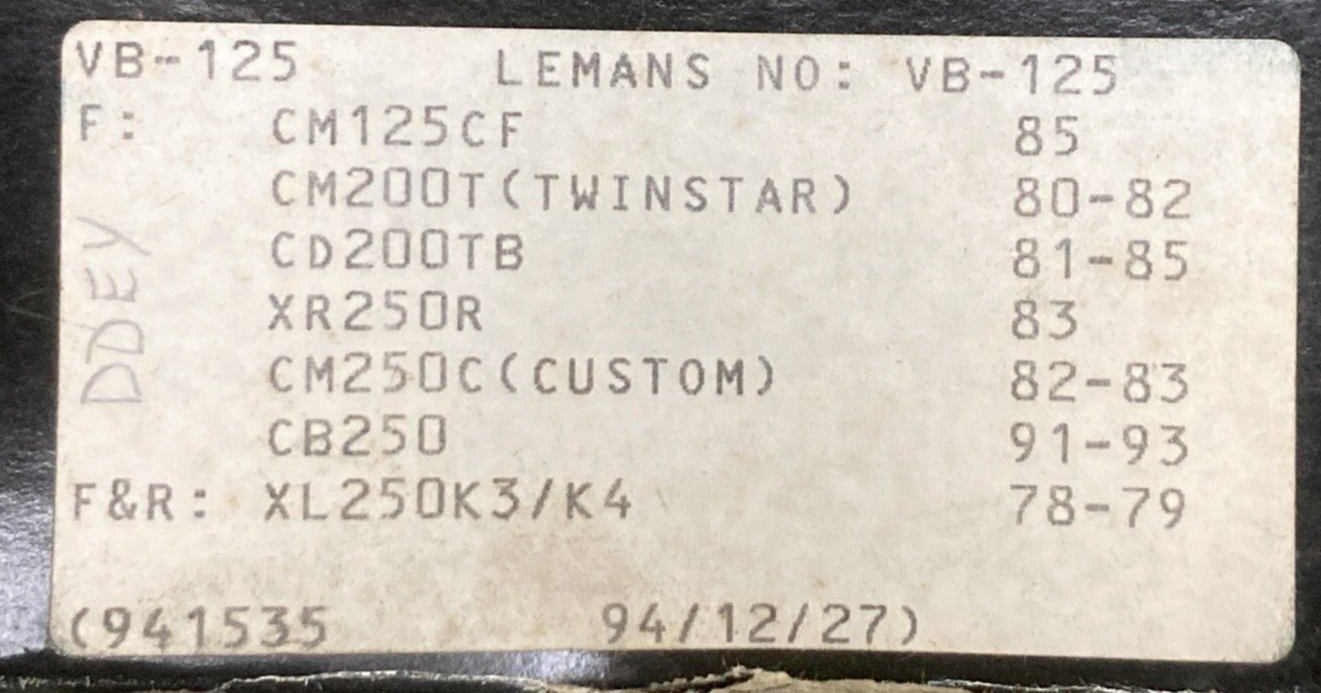 VB-125 LEMANS NO: VB-125
F: CM125CF 85
CM200T(TWINSTAR) 80-82
CD200TB 81-85
XR250R 83
CM250C(CUSTOM) 82-83
CB250 91-93
F&R: XL250K3/K4 78-79
(941535 94/12/27)
DDEY